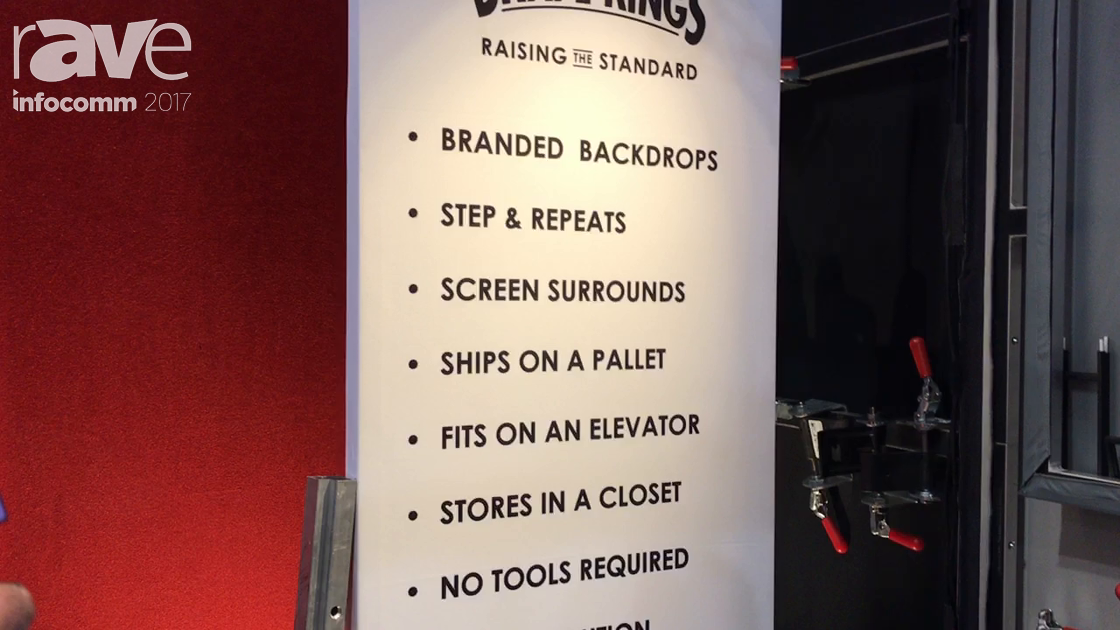 rAVe
infocomm 2017
RAISING THE STANDARD
• BRANDED BACKDROPS
• STEP & REPEATS
• SCREEN SURROUNDS
• SHIPS ON A PALLET
• FITS ON AN ELEVATOR
• STORES IN A CLOSET
• NO TOOLS REQUIRED